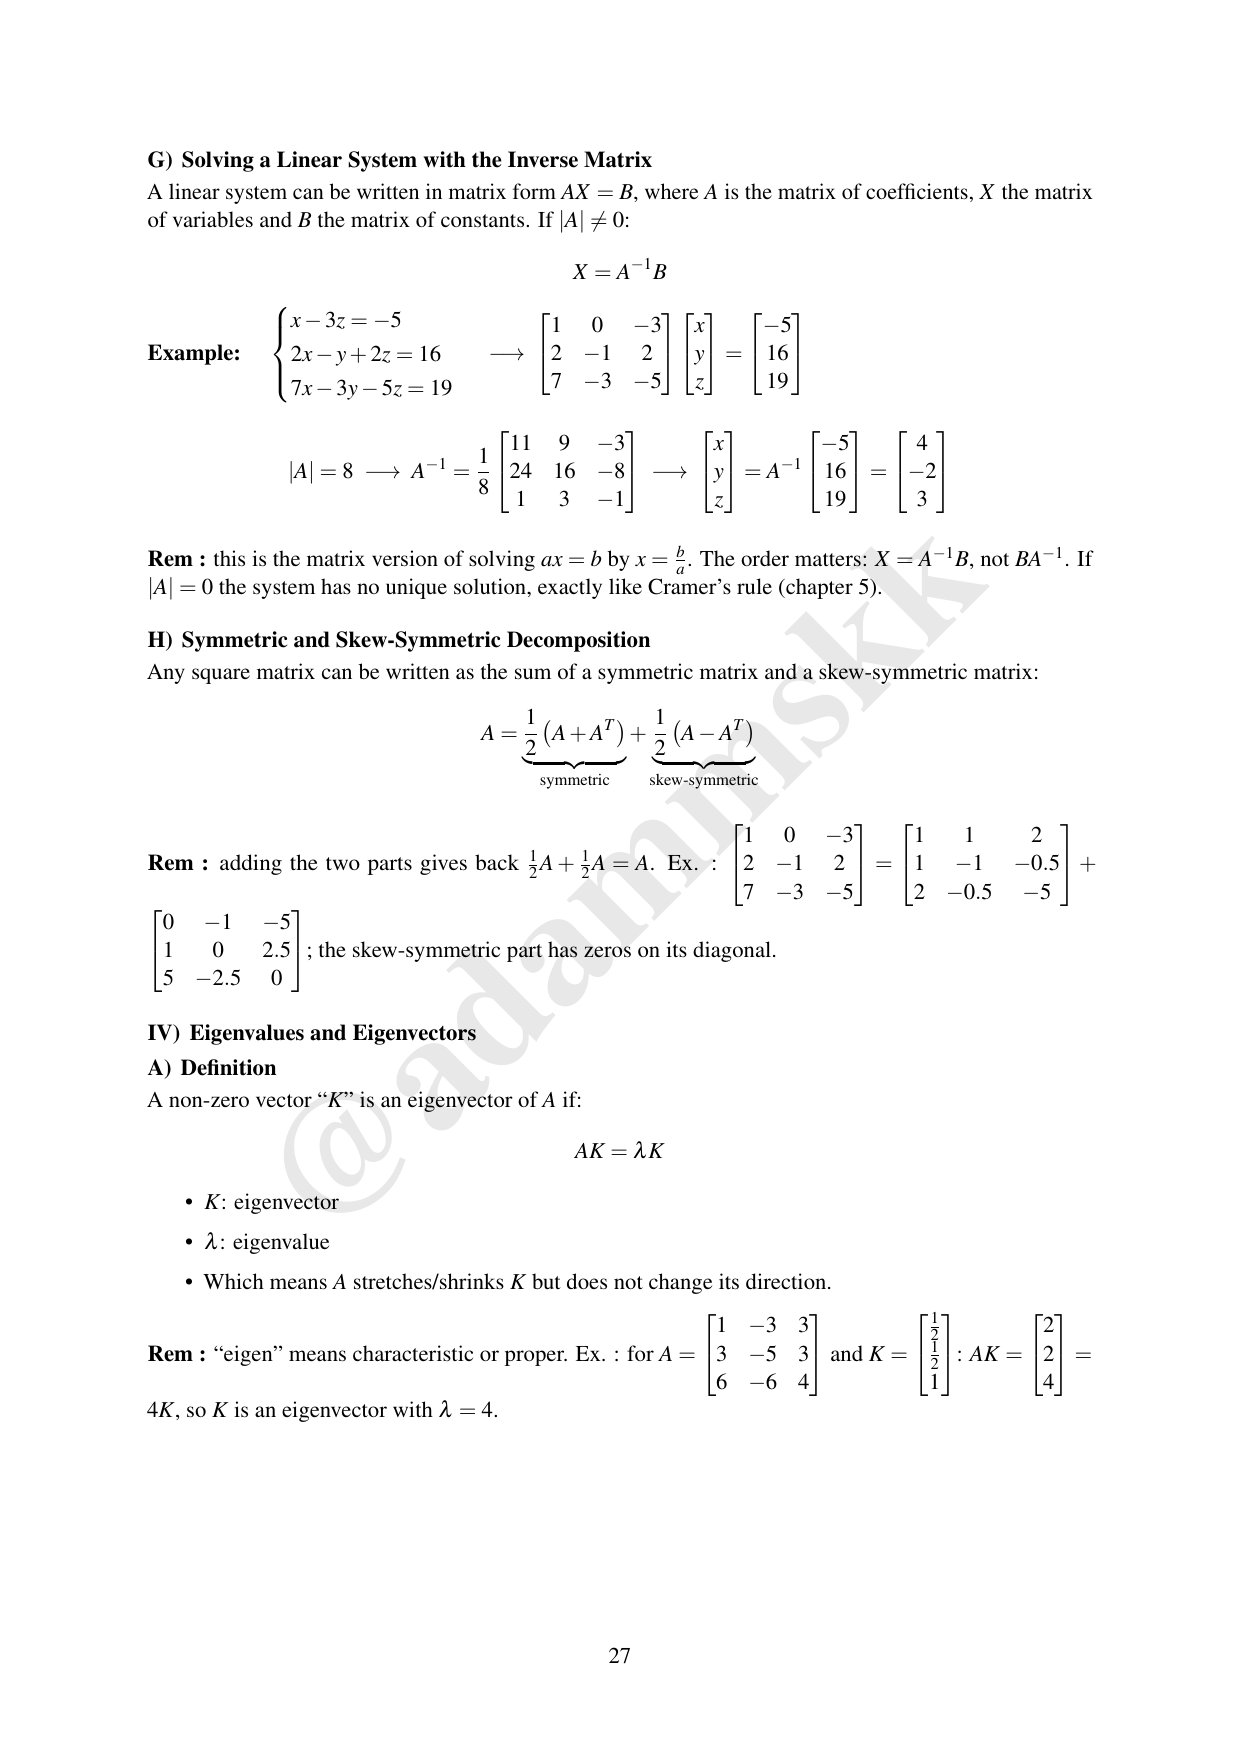 G) Solving a Linear System with the Inverse Matrix
A linear system can be written in matrix form AX = B, where A is the matrix of coefficients, X the matrix
of variables and B the matrix of constants. If |A| ≠ 0:
X = A⁻¹B
Example: { x − 3z = −5 ; 2x − y + 2z = 16 ; 7x − 3y − 5z = 19 ⟶ [1 0 −3; 2 −1 2; 7 −3 −5] [x; y; z] = [−5; 16; 19]
|A| = 8 ⟶ A⁻¹ = 1/8 [11 9 −3; 24 16 −8; 1 3 −1] ⟶ [x; y; z] = A⁻¹ [−5; 16; 19] = [4; −2; 3]
Rem : this is the matrix version of solving ax = b by x = b/a. The order matters: X = A⁻¹B, not BA⁻¹. If
|A| = 0 the system has no unique solution, exactly like Cramer’s rule (chapter 5).
H) Symmetric and Skew-Symmetric Decomposition
Any square matrix can be written as the sum of a symmetric matrix and a skew-symmetric matrix:
A = 1/2 (A + Aᵀ) + 1/2 (A − Aᵀ)
symmetric skew-symmetric
Rem : adding the two parts gives back 1/2 A + 1/2 A = A. Ex. : [1 0 −3; 2 −1 2; 7 −3 −5] = [1 1 2; 1 −1 −0.5; 2 −0.5 −5] +
[0 −1 −5; 1 0 2.5; 5 −2.5 0] ; the skew-symmetric part has zeros on its diagonal.
IV) Eigenvalues and Eigenvectors
A) Definition
A non-zero vector “K” is an eigenvector of A if:
AK = λK
• K: eigenvector
• λ: eigenvalue
• Which means A stretches/shrinks K but does not change its direction.
Rem : “eigen” means characteristic or proper. Ex. : for A = [1 −3 3; 3 −5 3; 6 −6 4] and K = [1/2; 1/2; 1] : AK = [2; 2; 4] =
4K, so K is an eigenvector with λ = 4.
27
@adammskk